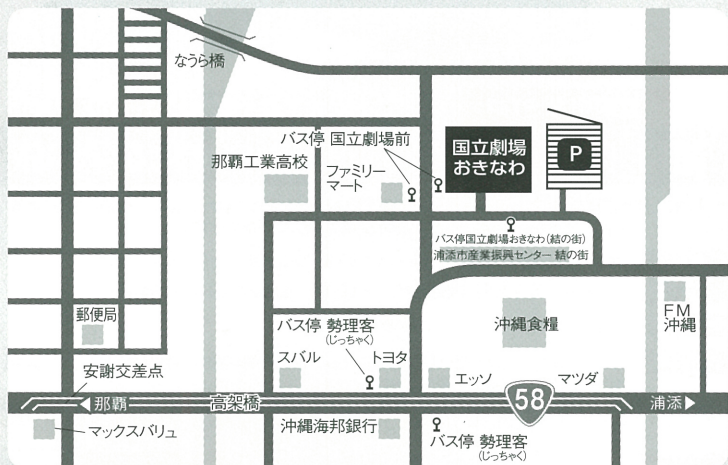 なうら橋
バス停 国立劇場前
那覇工業高校
ファミリー
マート
国立劇場
おきなわ
P
バス停国立劇場おきなわ(結の街)
浦添市産業振興センター 結の街
郵便局
バス停 勢理客
(じっちゃく)
スバル
トヨタ
沖縄食糧
FM
沖縄
エッソ
マツダ
安謝交差点
◀那覇
高架橋
58
浦添▶
マックスバリュ
沖縄海邦銀行
バス停 勢理客
(じっちゃく)